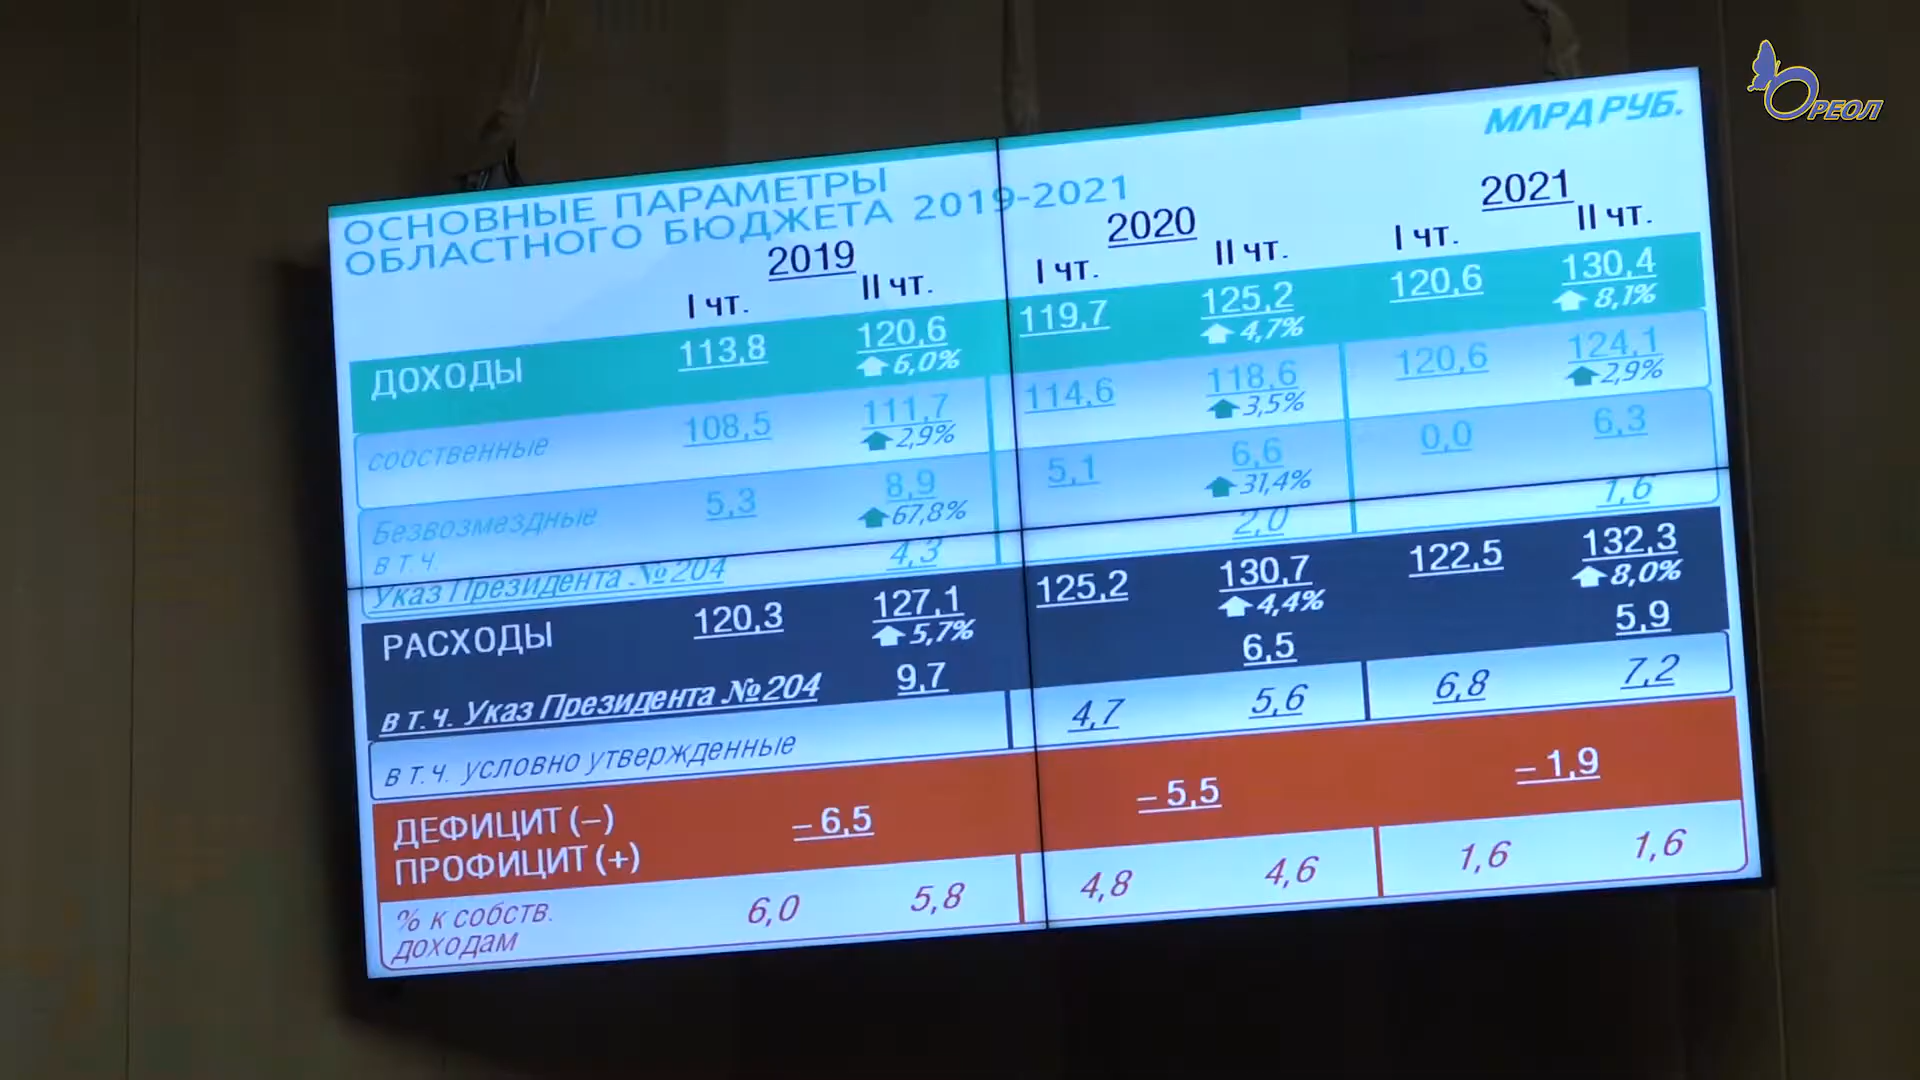 ОРЕОЛ
МЛРД РУБ.
ОСНОВНЫЕ ПАРАМЕТРЫ
ОБЛАСТНОГО БЮДЖЕТА 2019-2021
2019 2020 2021
I чт. II чт. I чт. II чт. I чт. II чт.
ДОХОДЫ 113,8 120,6 119,7 125,2 120,6 130,4
6,0% 4,7% 8,1%
собственные 108,5 111,7 114,6 118,6 120,6 124,1
2,9% 3,5% 2,9%
Безвозмездные 5,3 8,9 5,1 6,6 0,0 6,3
67,8% 31,4%
в т.ч.
Указ Президента №204 4,3 2,0 1,6
РАСХОДЫ 120,3 127,1 125,2 130,7 122,5 132,3
5,7% 4,4% 8,0%
в т.ч. Указ Президента №204 9,7 6,5 5,9
в т.ч. условно утвержденные 4,7 5,6 6,8 7,2
ДЕФИЦИТ (–) – 6,5 – 5,5 – 1,9
ПРОФИЦИТ (+)
% к собств. 6,0 5,8 4,8 4,6 1,6 1,6
доходам